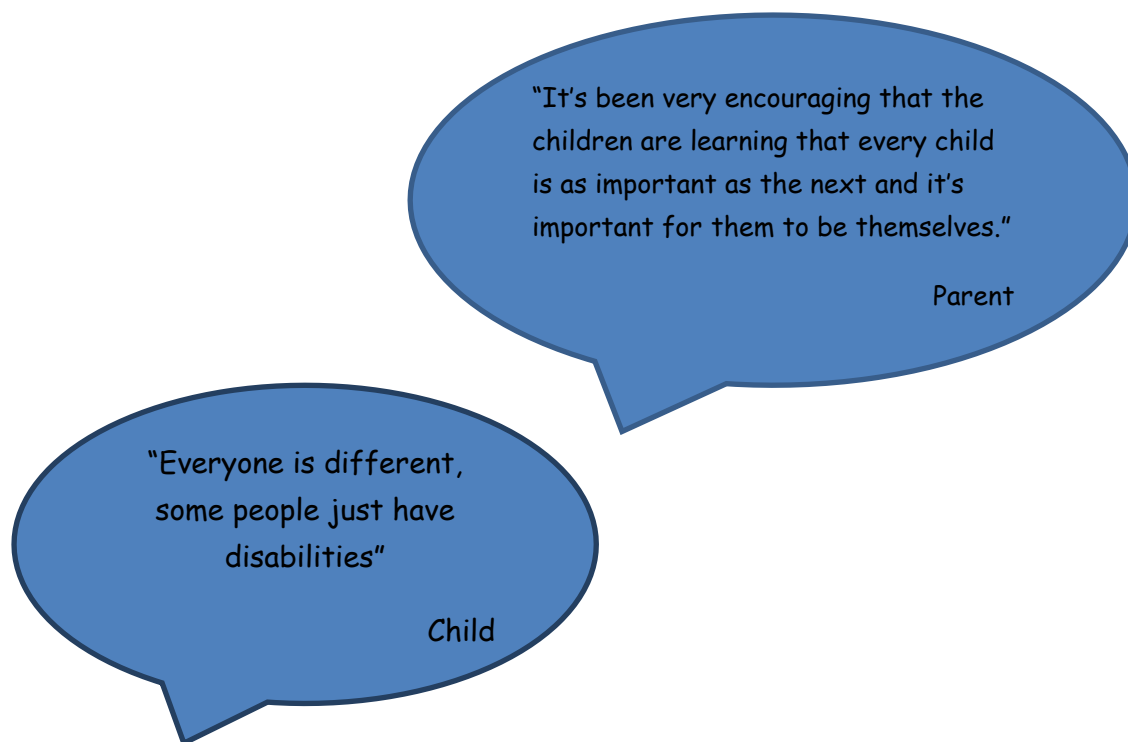 “It’s been very encouraging that the
children are learning that every child
is as important as the next and it’s
important for them to be themselves.”
Parent
“Everyone is different,
some people just have
disabilities”
Child